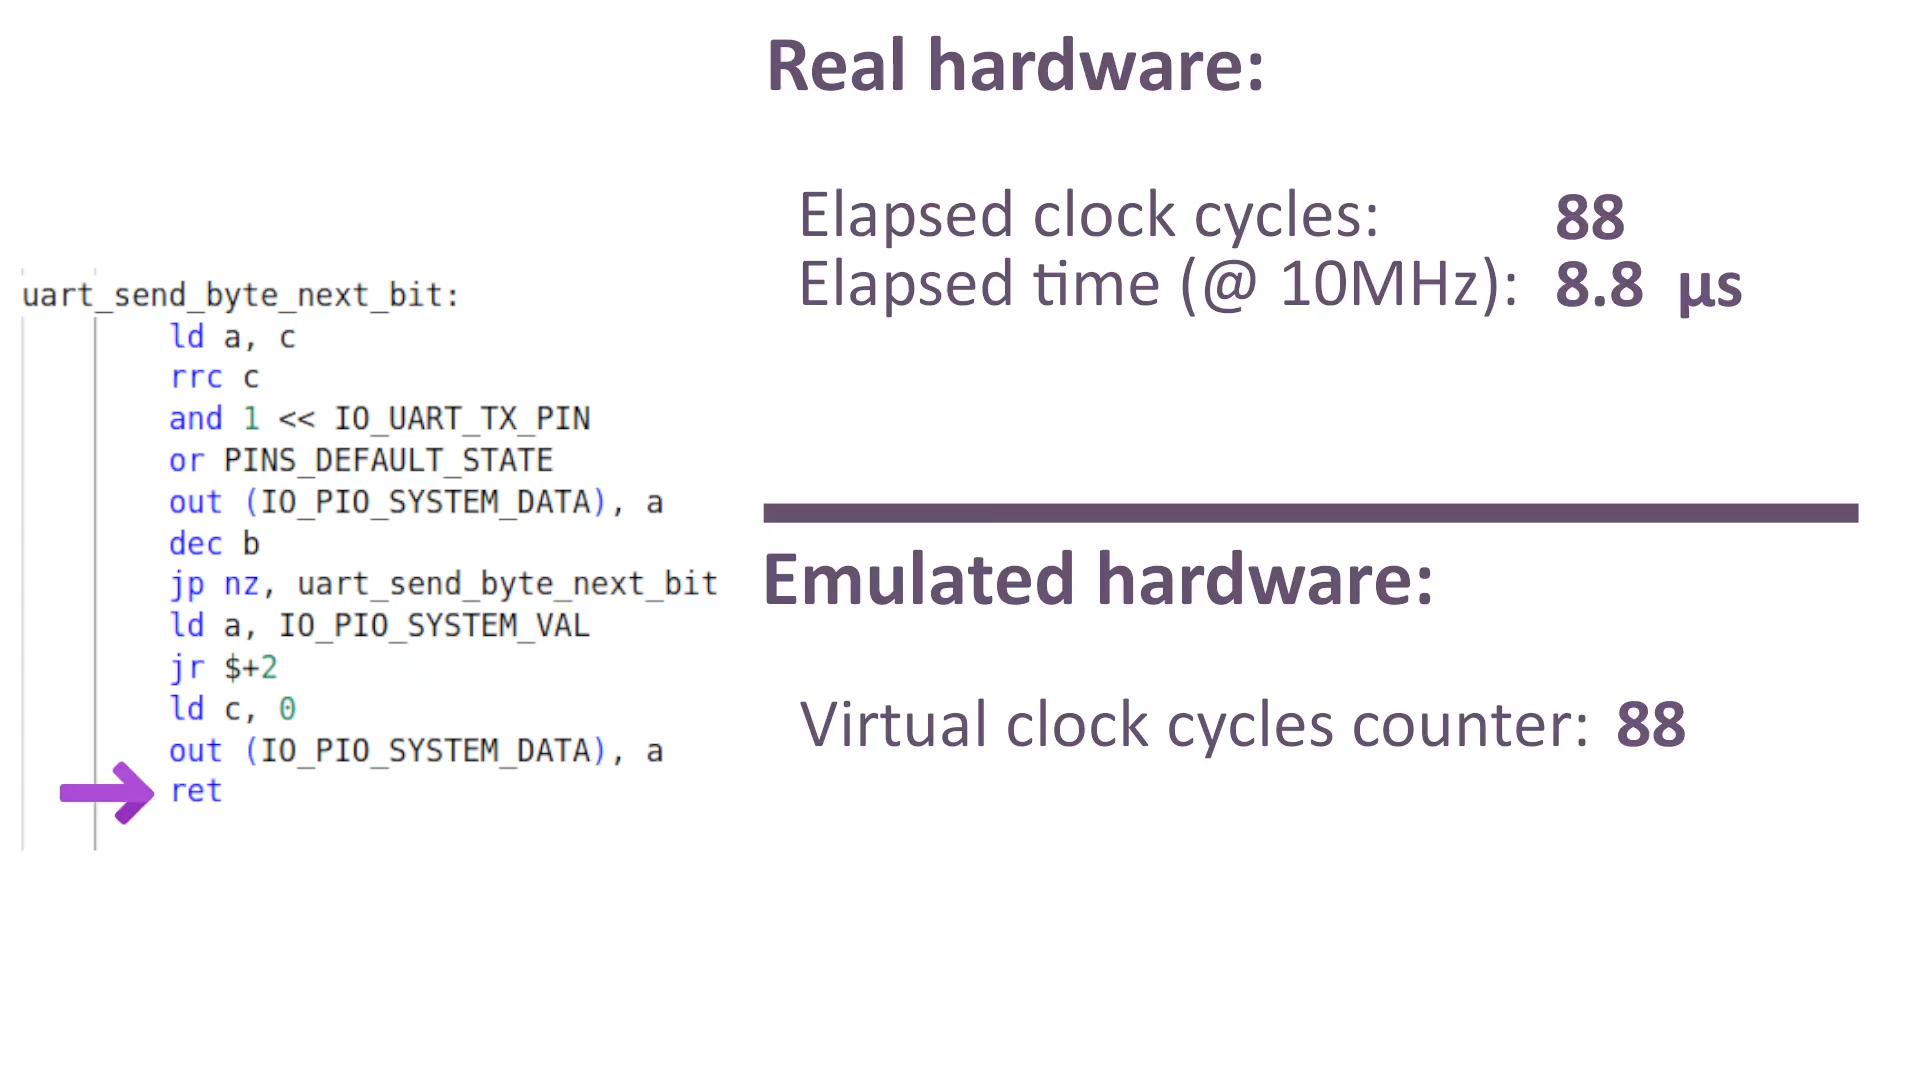 uart_send_byte_next_bit:
ld a, c
rrc c
and 1 << IO_UART_TX_PIN
or PINS_DEFAULT_STATE
out (IO_PIO_SYSTEM_DATA), a
dec b
jp nz, uart_send_byte_next_bit
ld a, IO_PIO_SYSTEM_VAL
jr $+2
ld c, 0
out (IO_PIO_SYSTEM_DATA), a
ret
Real hardware:
Elapsed clock cycles: 88
Elapsed time (@ 10MHz): 8.8 µs
Emulated hardware:
Virtual clock cycles counter: 88